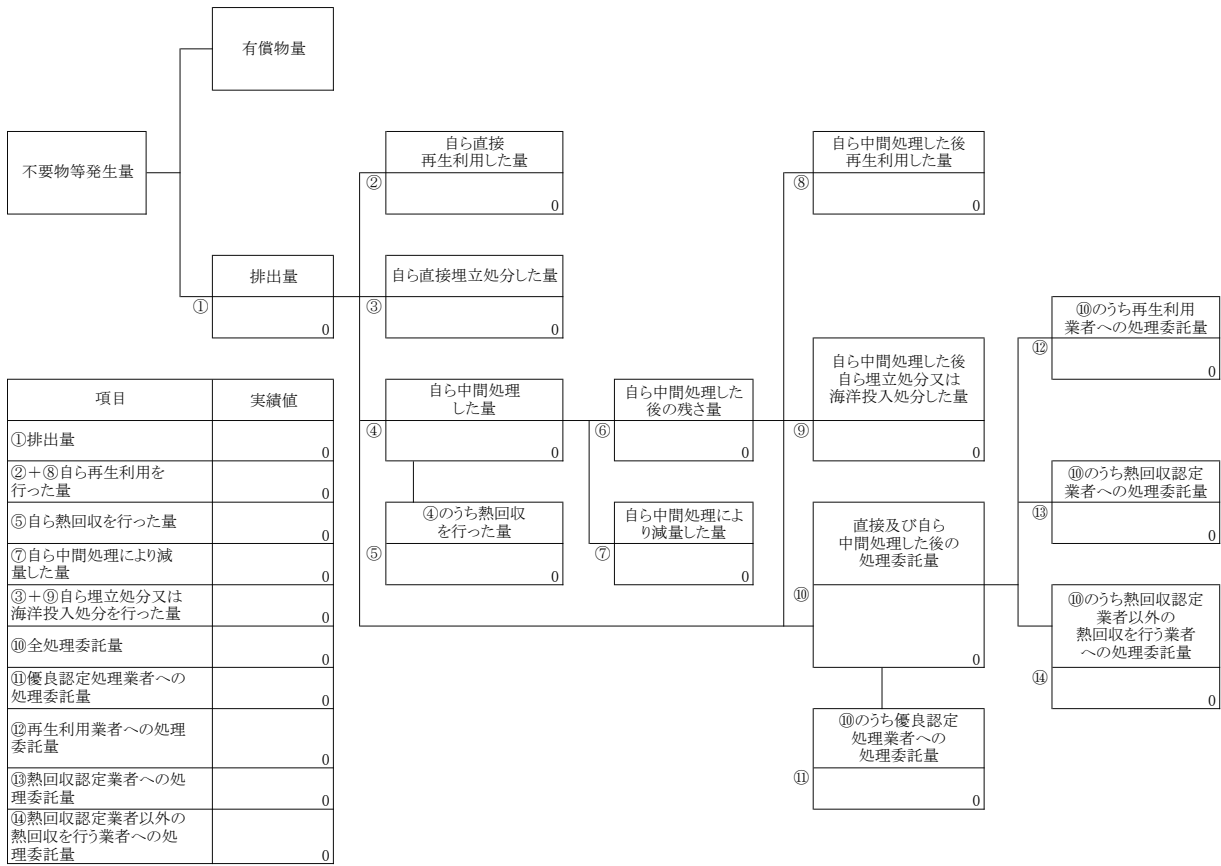 有償物量
不要物等発生量
排出量
①
0
自ら直接
再生利用した量
②
0
自ら直接埋立処分した量
③
0
自ら中間処理
した量
④
0
④のうち熱回収
を行った量
⑤
0
自ら中間処理した
後の残さ量
⑥
0
自ら中間処理によ
り減量した量
⑦
0
自ら中間処理した後
再生利用した量
⑧
0
自ら中間処理した後
自ら埋立処分又は
海洋投入処分した量
⑨
0
直接及び自ら
中間処理した後の
処理委託量
⑩
0
⑩のうち優良認定
処理業者への
処理委託量
⑪
0
⑩のうち再生利用
業者への処理委託量
⑫
0
⑩のうち熱回収認定
業者への処理委託量
⑬
0
⑩のうち熱回収認定
業者以外の
熱回収を行う業者
への処理委託量
⑭
0
項目 実績値
①排出量
0
②＋⑧自ら再生利用を
行った量
0
⑤自ら熱回収を行った量
0
⑦自ら中間処理により減
量した量
0
③＋⑨自ら埋立処分又は
海洋投入処分を行った量
0
⑩全処理委託量
0
⑪優良認定処理業者への
処理委託量
0
⑫再生利用業者への処理
委託量
0
⑬熱回収認定業者への処
理委託量
0
⑭熱回収認定業者以外の
熱回収を行う業者への処
理委託量
0